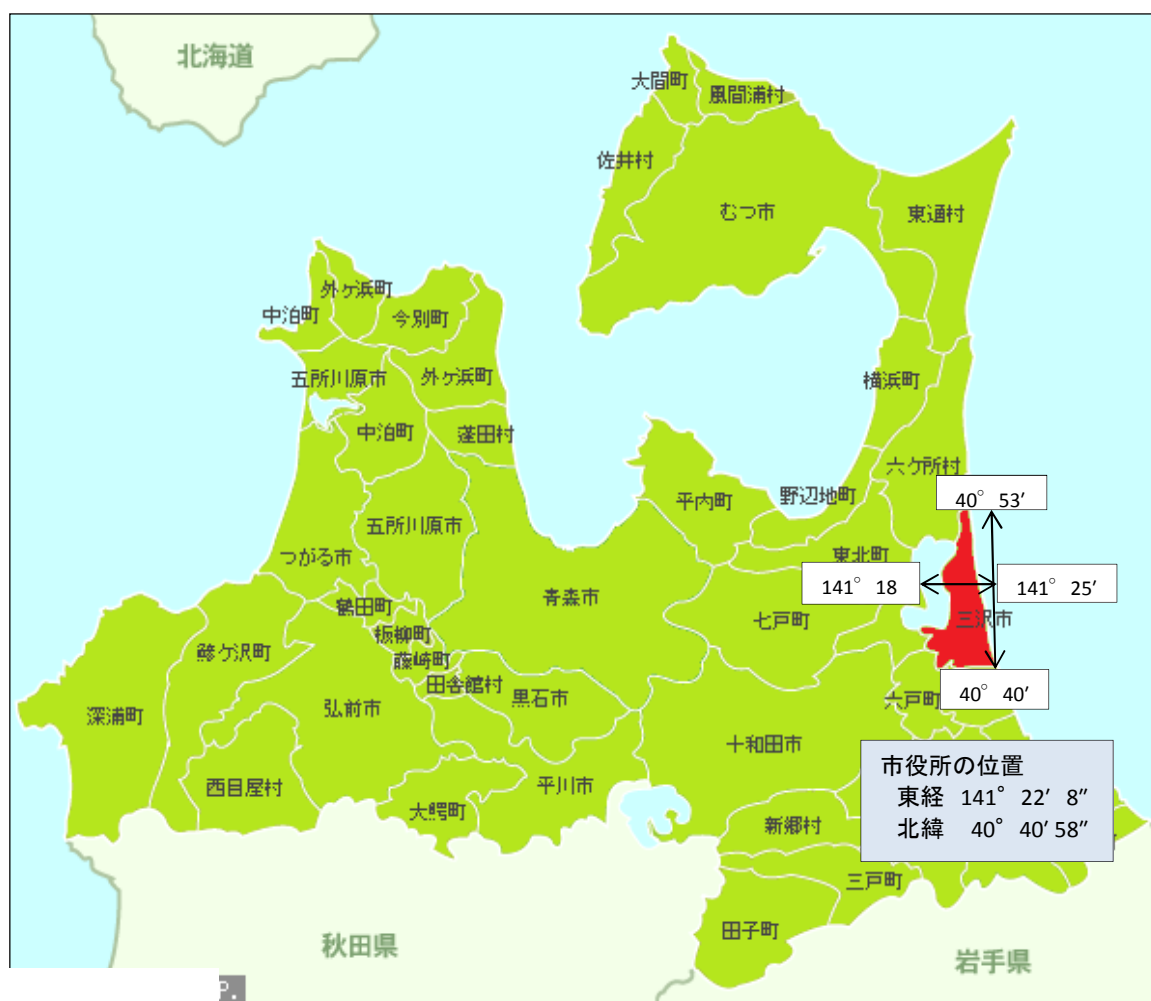 北海道
大間町
風間浦村
佐井村
むつ市
東通村
外ヶ浜町
中泊町
今別町
五所川原市
外ヶ浜町
横浜町
中泊町
蓬田村
六ケ所村
平内町
野辺地町
40° 53′
五所川原市
つがる市
東北町
141° 18
141° 25′
青森市
七戸町
三沢市
鶴田町
板柳町
鰺ケ沢町
藤崎町
田舎館村
黒石市
六戸町
40° 40′
深浦町
弘前市
十和田市
西目屋村
大鰐町
平川市
市役所の位置
東経 141° 22′ 8″
北緯 40° 40′ 58″
新郷村
三戸町
田子町
秋田県
岩手県
P.